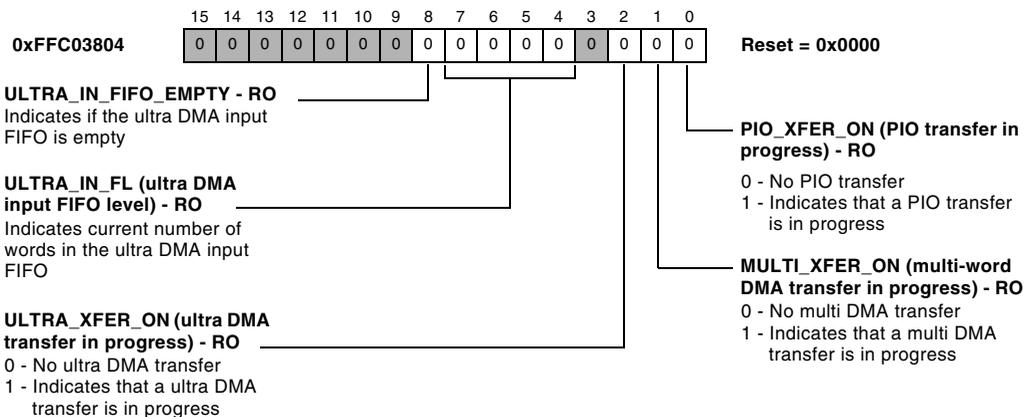 15 14 13 12 11 10 9 8 7 6 5 4 3 2 1 0
0xFFC03804
0 0 0 0 0 0 0 0 0 0 0 0 0 0 0 0
Reset = 0x0000
ULTRA_IN_FIFO_EMPTY - RO
Indicates if the ultra DMA input
FIFO is empty
ULTRA_IN_FL (ultra DMA
input FIFO level) - RO
Indicates current number of
words in the ultra DMA input
FIFO
ULTRA_XFER_ON (ultra DMA
transfer in progress) - RO
0 - No ultra DMA transfer
1 - Indicates that a ultra DMA
transfer is in progress
PIO_XFER_ON (PIO transfer in
progress) - RO
0 - No PIO transfer
1 - Indicates that a PIO transfer
is in progress
MULTI_XFER_ON (multi-word
DMA transfer in progress) - RO
0 - No multi DMA transfer
1 - Indicates that a multi DMA
transfer is in progress